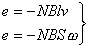 e = −NBlv
e = −NBS ω